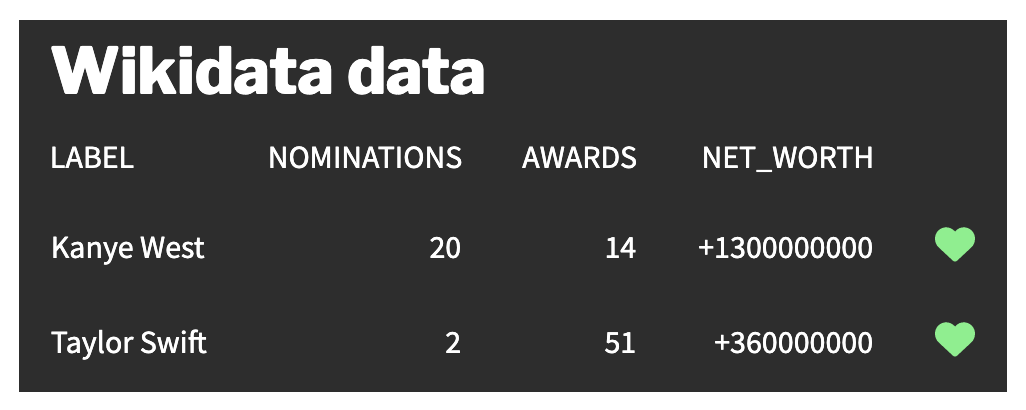 Wikidata data
LABEL NOMINATIONS AWARDS NET_WORTH
Kanye West 20 14 +1300000000
Taylor Swift 2 51 +360000000